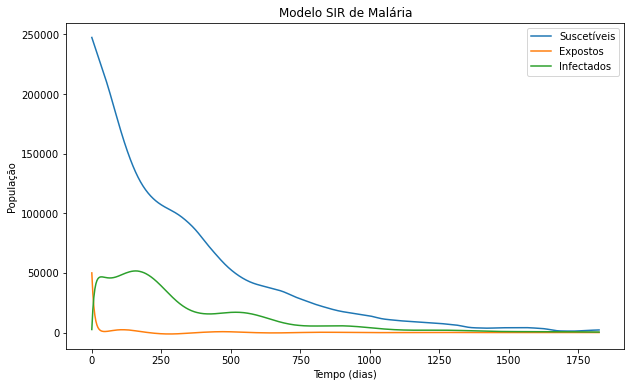 Modelo SIR de Malária
250000
200000
150000
100000
50000
0
População
Suscetíveis
Expostos
Infectados
0 250 500 750 1000 1250 1500 1750
Tempo (dias)